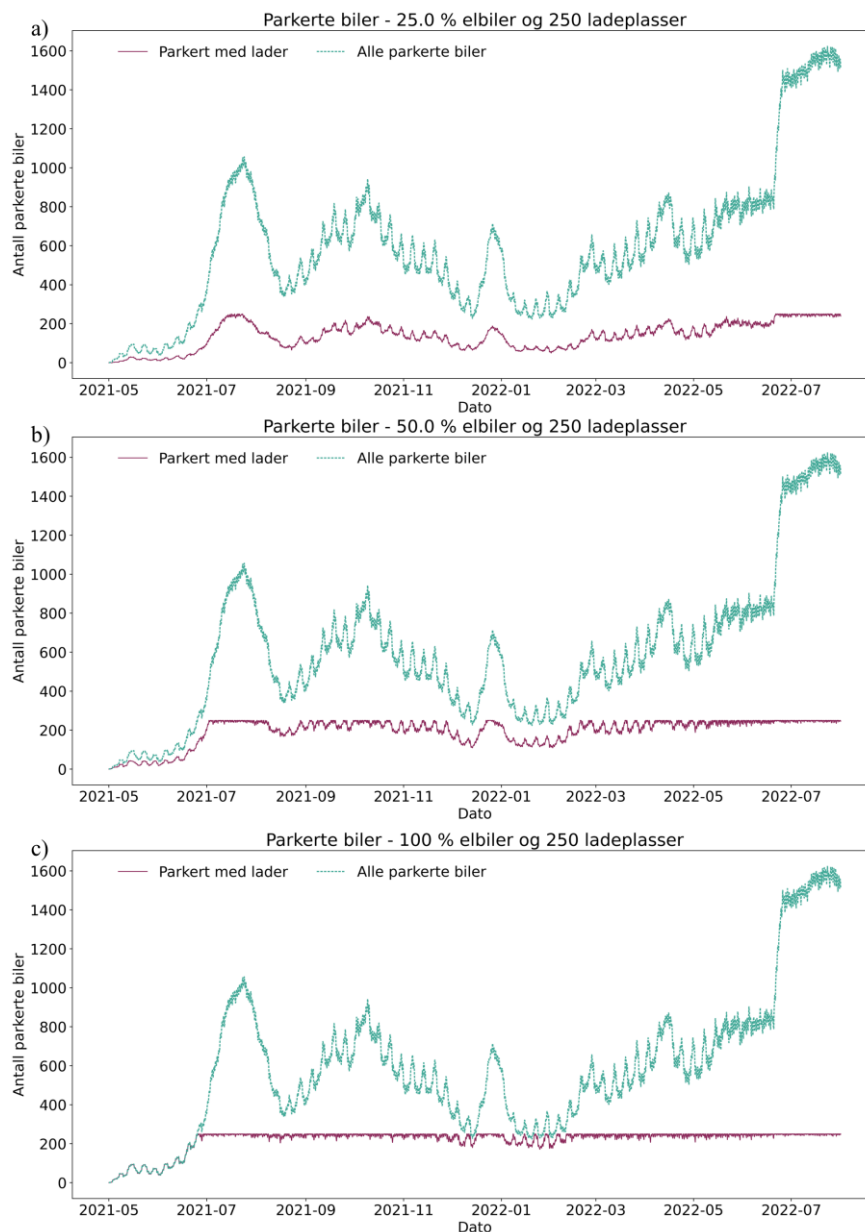 a)
Parkerte biler - 25.0 % elbiler og 250 ladeplasser
Parkert med lader
Alle parkerte biler
Antall parkerte biler
1600
1400
1200
1000
800
600
400
200
0
2021-05 2021-07 2021-09 2021-11 2022-01 2022-03 2022-05 2022-07
Dato
b)
Parkerte biler - 50.0 % elbiler og 250 ladeplasser
Parkert med lader
Alle parkerte biler
Antall parkerte biler
1600
1400
1200
1000
800
600
400
200
0
2021-05 2021-07 2021-09 2021-11 2022-01 2022-03 2022-05 2022-07
Dato
c)
Parkerte biler - 100 % elbiler og 250 ladeplasser
Parkert med lader
Alle parkerte biler
Antall parkerte biler
1600
1400
1200
1000
800
600
400
200
0
2021-05 2021-07 2021-09 2021-11 2022-01 2022-03 2022-05 2022-07
Dato